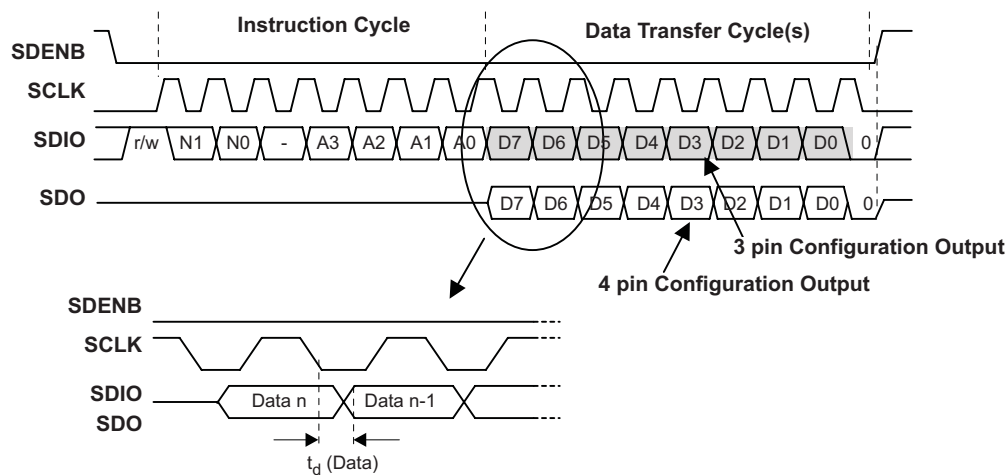 Instruction Cycle
Data Transfer Cycle(s)
SDENB
SCLK
SDIO
r/w N1 N0 - A3 A2 A1 A0 D7 D6 D5 D4 D3 D2 D1 D0 0
SDO
D7 D6 D5 D4 D3 D2 D1 D0 0
3 pin Configuration Output
4 pin Configuration Output
SDENB
SCLK
SDIO
SDO
Data n Data n-1
td (Data)